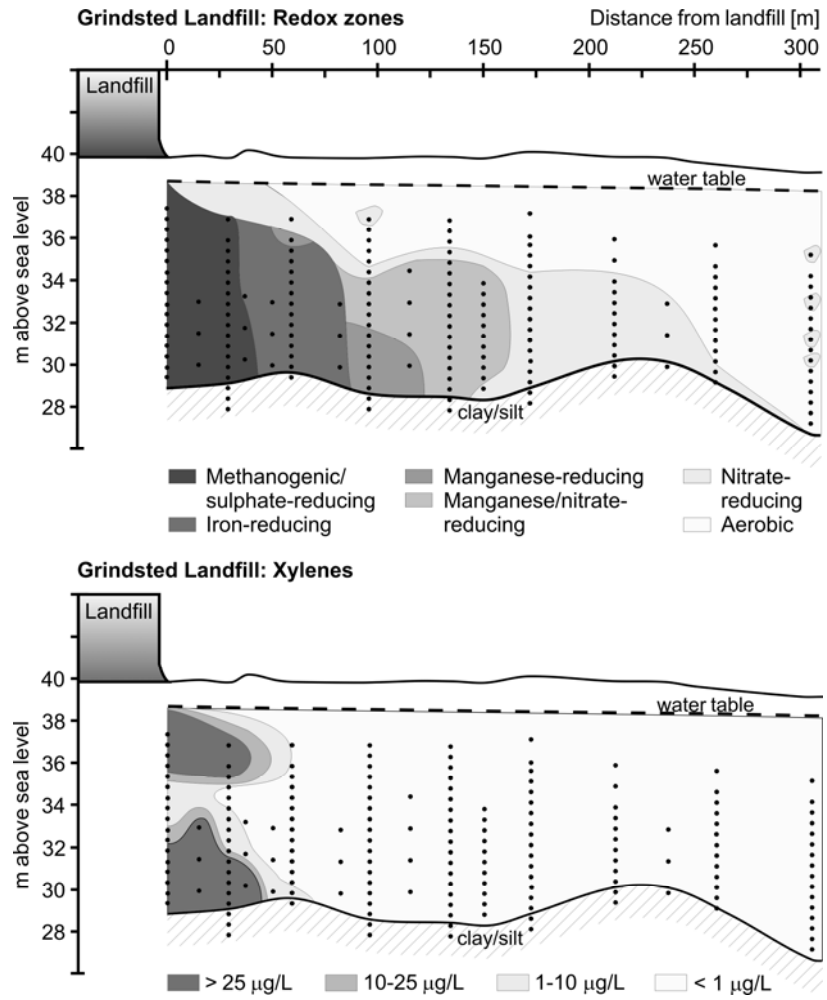 Grindsted Landfill: Redox zones
Distance from landfill [m]
0 50 100 150 200 250 300
Landfill
40
38
36
34
32
30
28
m above sea level
water table
clay/silt
Methanogenic/
sulphate-reducing
Iron-reducing
Manganese-reducing
Manganese/nitrate-
reducing
Nitrate-
reducing
Aerobic
Grindsted Landfill: Xylenes
Landfill
40
38
36
34
32
30
28
m above sea level
water table
clay/silt
> 25 µg/L
10-25 µg/L
1-10 µg/L
< 1 µg/L